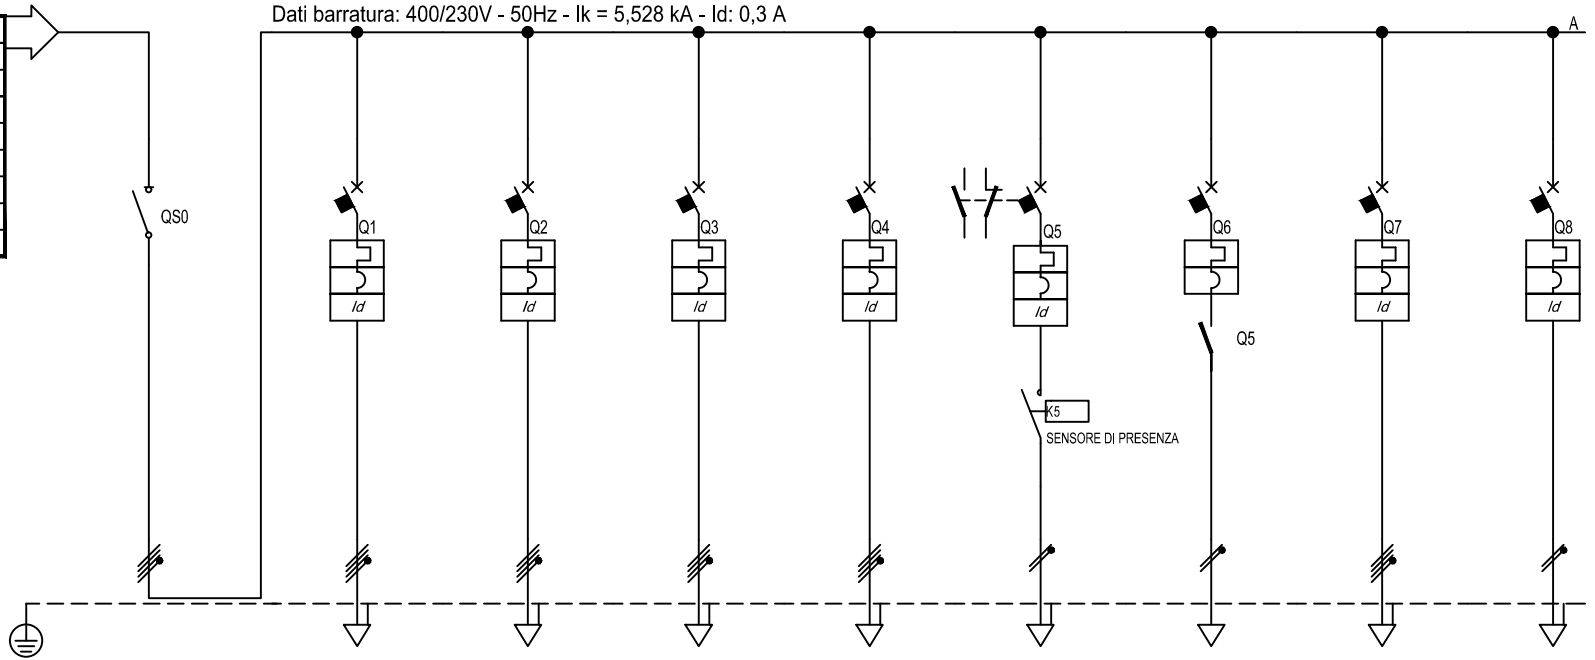 Dati barratura: 400/230V - 50Hz - Ik = 5,528 kA - Id: 0,3 A
A
QS0
Q1
Q2
Q3
Q4
Q5
Q6
Q7
Q8
Id
Id
Id
Id
Id
Id
Id
Q5
K5
SENSORE DI PRESENZA